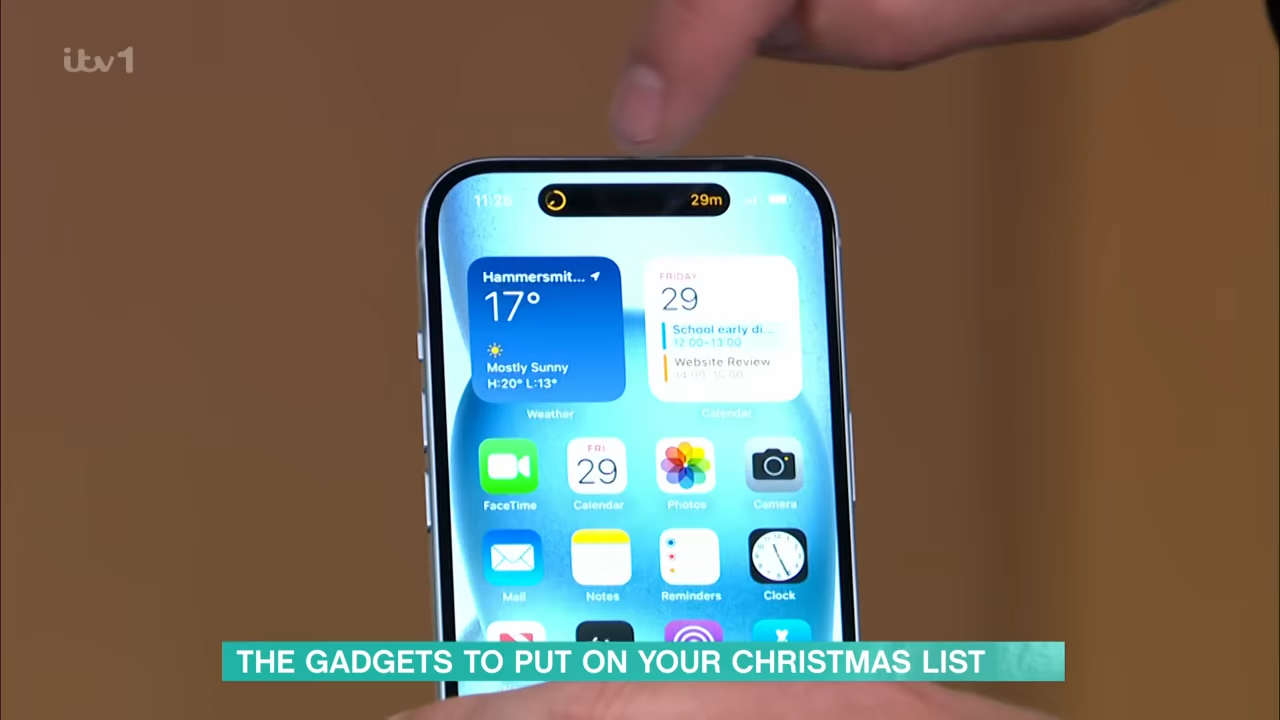 itv1
11:26
29m
Hammersmit...
17°
Mostly Sunny
H:20° L:13°
Weather
FRIDAY
29
School early di...
12:00–13:00
Website Review
Calendar
FaceTime
FRI
29
Calendar
Photos
Camera
Mail
Notes
Reminders
Clock
THE GADGETS TO PUT ON YOUR CHRISTMAS LIST